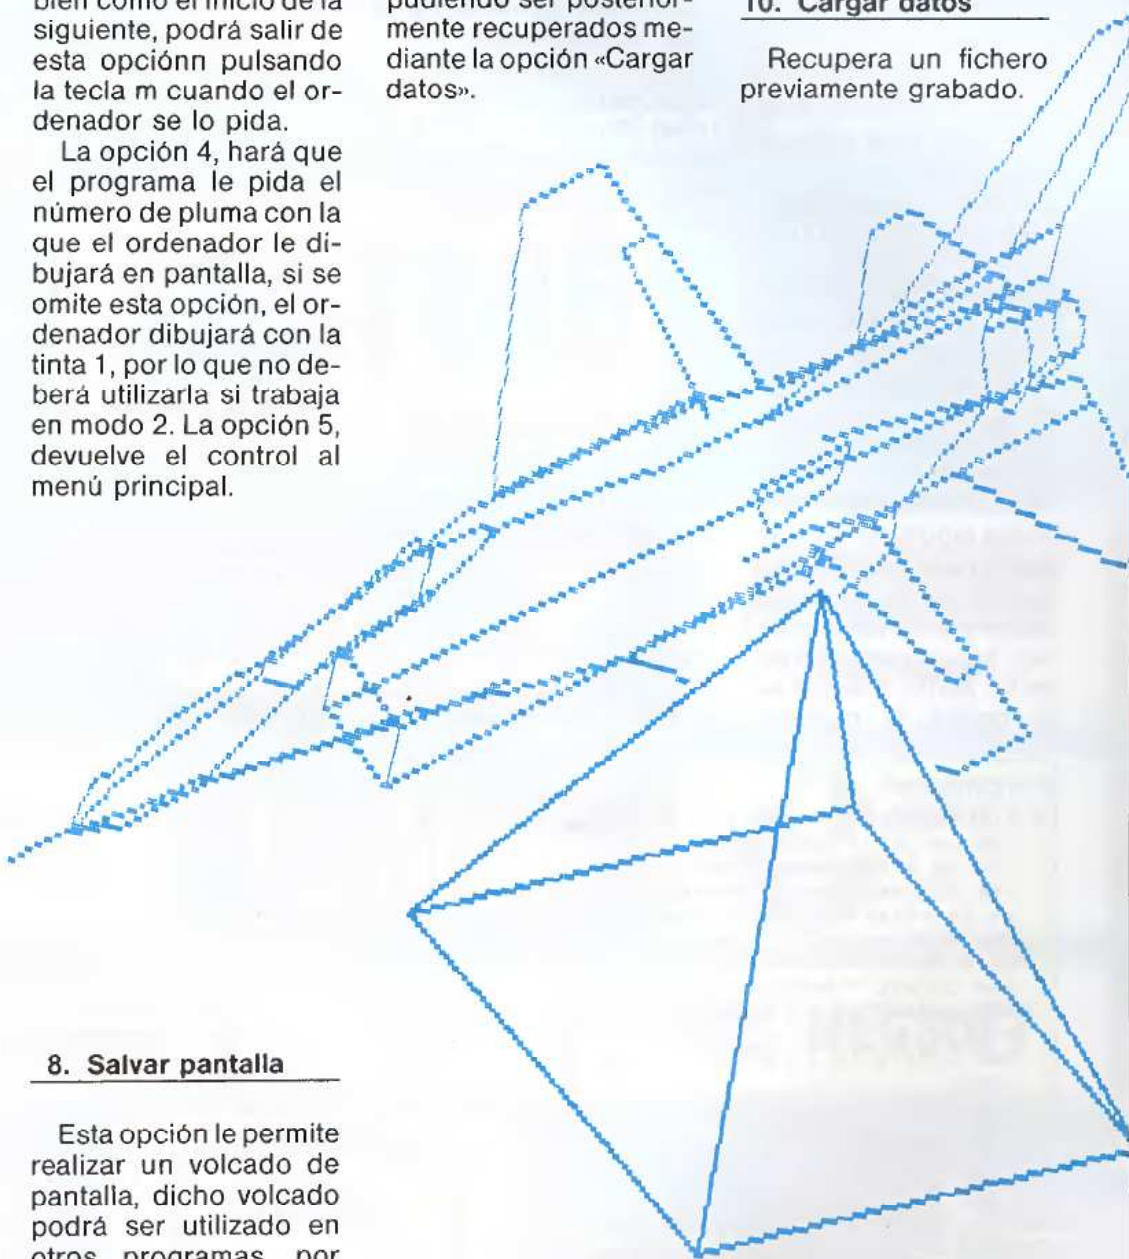 bien como el inicio de la
siguiente, podrá salir de
esta opciónn pulsando
la tecla m cuando el or-
denador se lo pida.
La opción 4, hará que
el programa le pida el
número de pluma con la
que el ordenador le di-
bujará en pantalla, si se
omite esta opción, el or-
denador dibujará con la
tinta 1, por lo que no de-
berá utilizarla si trabaja
en modo 2. La opción 5,
devuelve el control al
menú principal.
8. Salvar pantalla
Esta opción le permite
realizar un volcado de
pantalla, dicho volcado
podrá ser utilizado en
otros programas, por
pudiendo ser posterior-
mente recuperados me-
diante la opción «Cargar
datos».
10. Cargar datos
Recupera un fichero
previamente grabado.